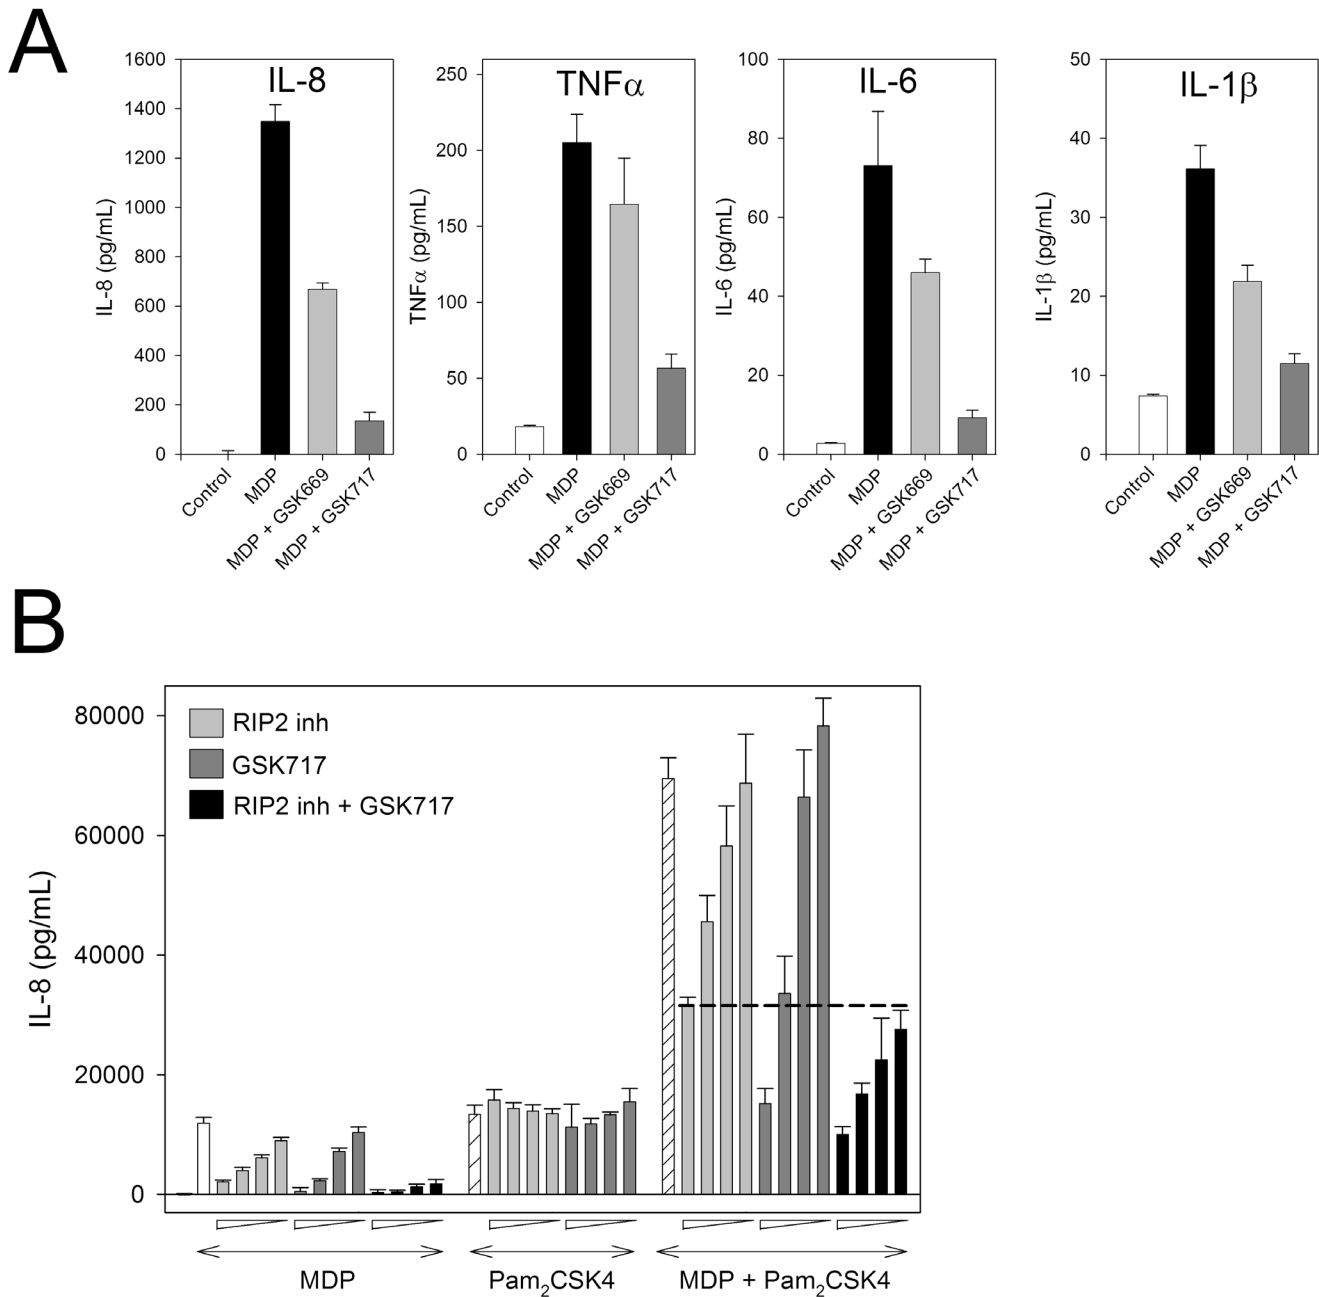 A
IL-8
TNFα
IL-6
IL-1β
IL-8 (pg/mL)
1600
1400
1200
1000
800
600
400
200
0
Control
MDP
MDP + GSK669
MDP + GSK717
TNFα (pg/mL)
250
200
150
100
50
0
Control
MDP
MDP + GSK669
MDP + GSK717
IL-6 (pg/mL)
100
80
60
40
20
0
Control
MDP
MDP + GSK669
MDP + GSK717
IL-1β (pg/mL)
50
40
30
20
10
0
Control
MDP
MDP + GSK669
MDP + GSK717
B
IL-8 (pg/mL)
80000
60000
40000
20000
0
RIP2 inh
GSK717
RIP2 inh + GSK717
MDP
Pam₂CSK4
MDP + Pam₂CSK4